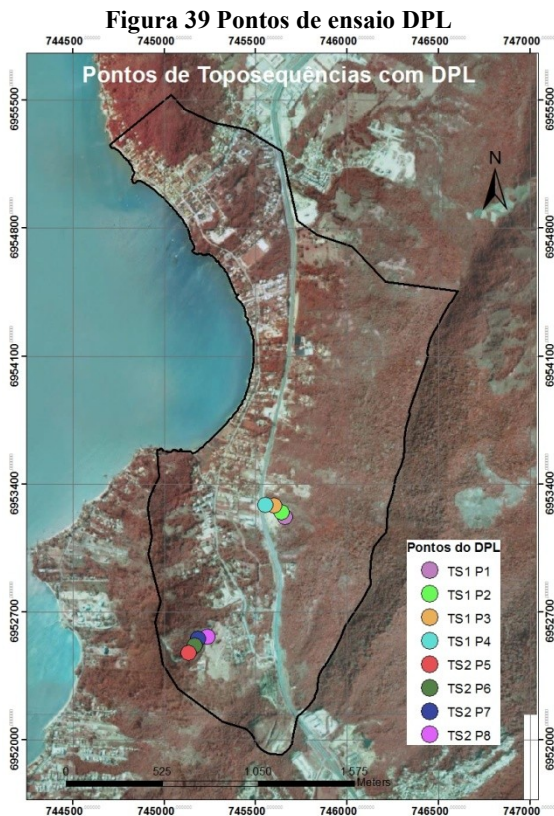 Figura 39 Pontos de ensaio DPL
744500 745000 745500 746000 746500 747000
Pontos de Toposequências com DPL
6955500 6955500
N
6954800 6954800
6954100 6954100
6953400 6953400
Pontos do DPL
TS1 P1
TS1 P2
TS1 P3
TS1 P4
TS2 P5
TS2 P6
TS2 P7
TS2 P8
6952700 6952700
6952000 6952000
0 525 1.050 1.575
Meters
744500 745000 745500 746000 746500 747000